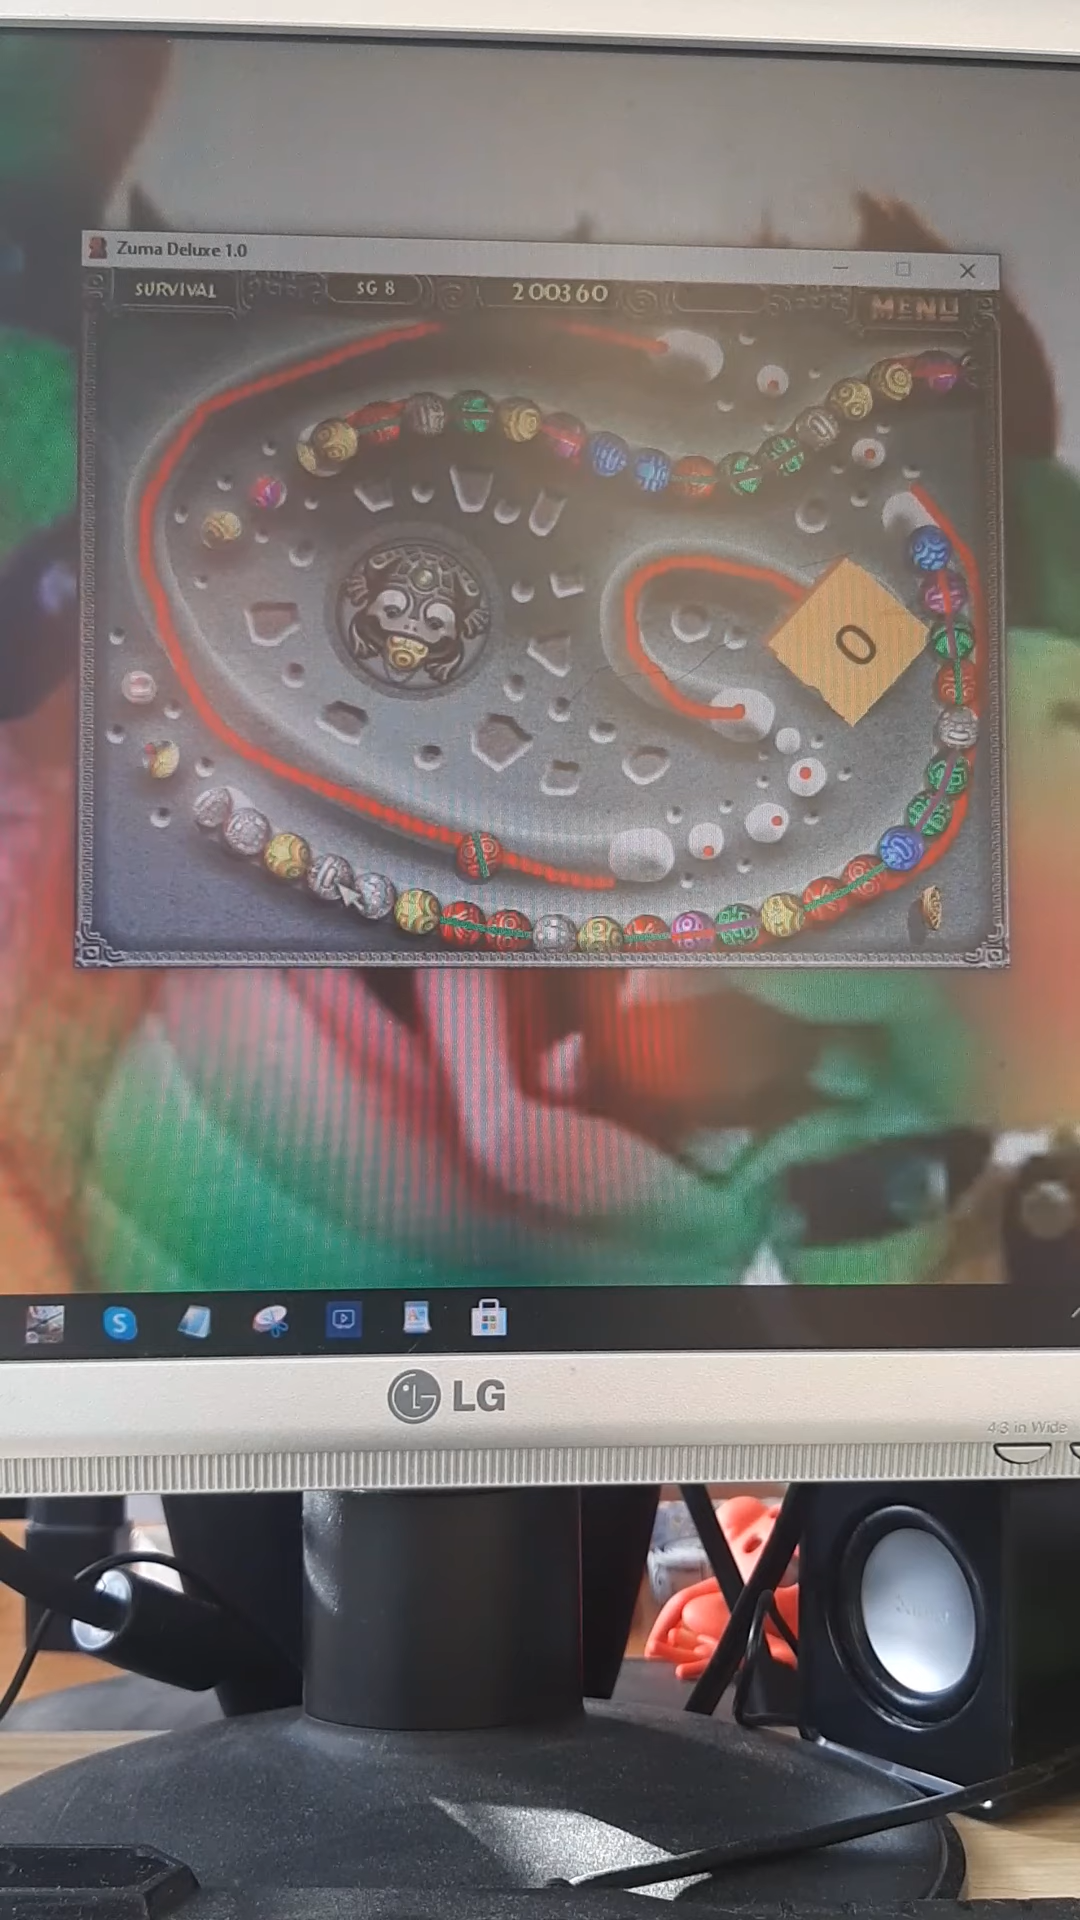 Zuma Deluxe 1.0
SURVIVAL
SG 8
200360
MENU
0
LG
4:3 in Wide